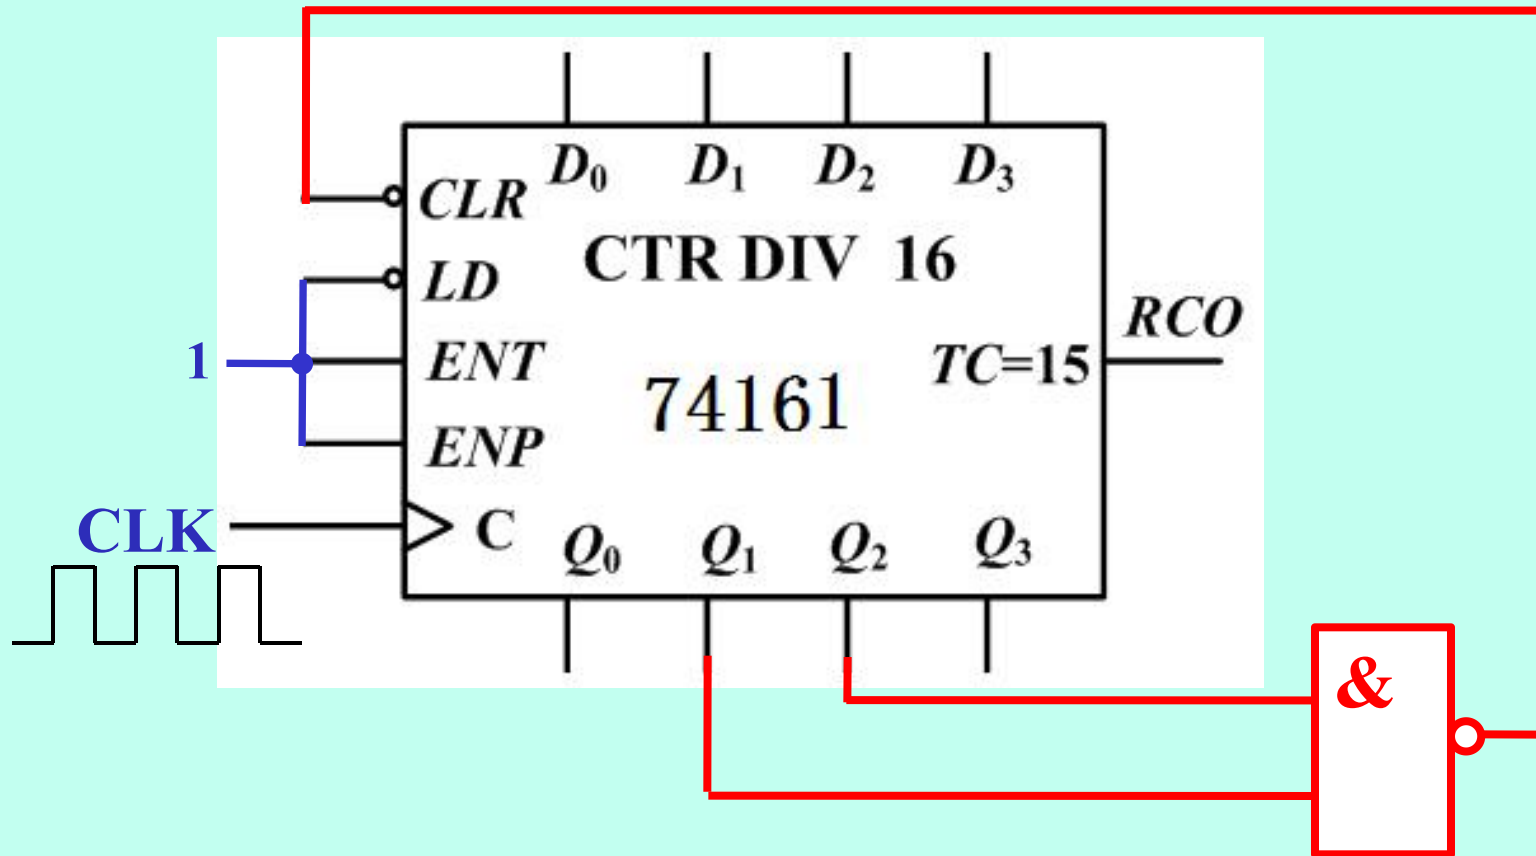 D0 D1 D2 D3
CLR
CTR DIV 16
LD
RCO
1
ENT
TC=15
74161
ENP
CLK
C
Q0 Q1 Q2 Q3
&